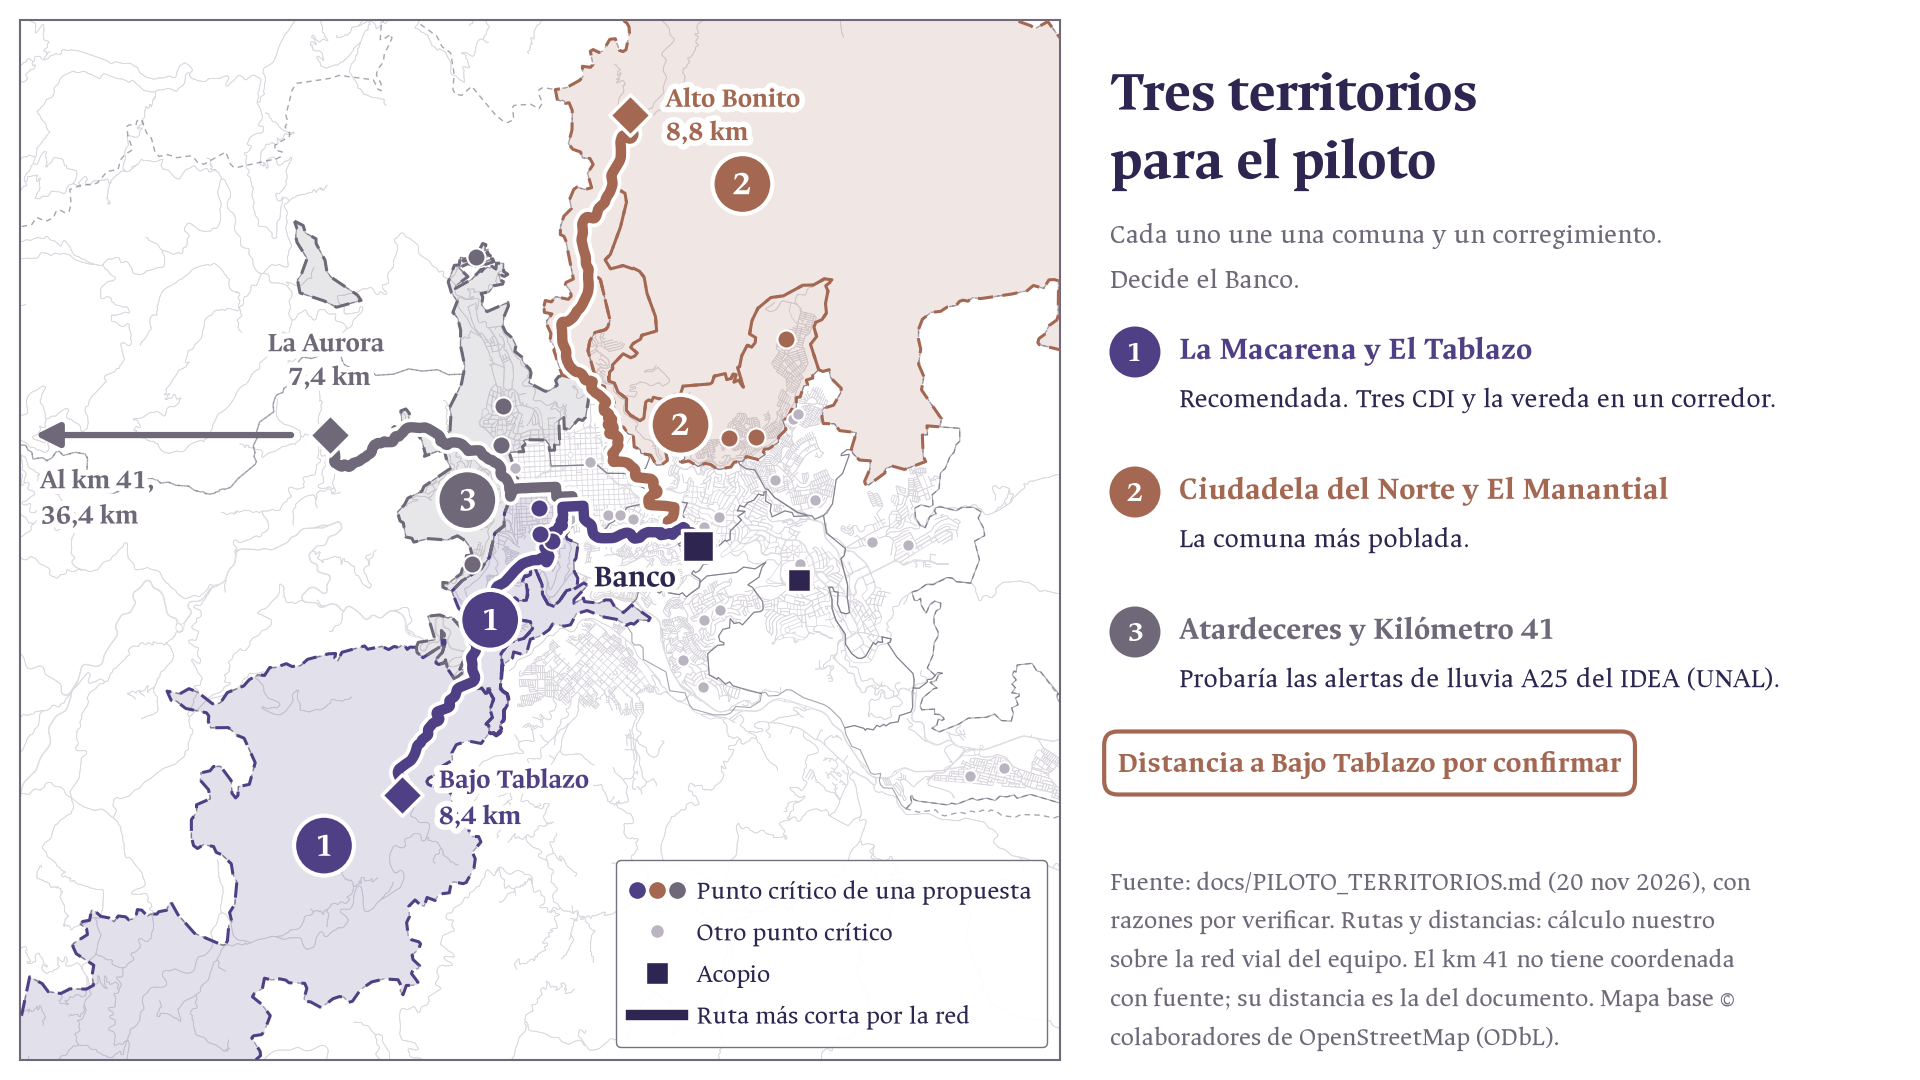 Alto Bonito
8,8 km
2
La Aurora
7,4 km
2
Al km 41,
36,4 km
3
Banco
1
Bajo Tablazo
8,4 km
1
Punto crítico de una propuesta
Otro punto crítico
Acopio
Ruta más corta por la red
Tres territorios
para el piloto
Cada uno une una comuna y un corregimiento.
Decide el Banco.
1 La Macarena y El Tablazo
Recomendada. Tres CDI y la vereda en un corredor.
2 Ciudadela del Norte y El Manantial
La comuna más poblada.
3 Atardeceres y Kilómetro 41
Probaría las alertas de lluvia A25 del IDEA (UNAL).
Distancia a Bajo Tablazo por confirmar
Fuente: docs/PILOTO_TERRITORIOS.md (20 nov 2026), con
razones por verificar. Rutas y distancias: cálculo nuestro
sobre la red vial del equipo. El km 41 no tiene coordenada
con fuente; su distancia es la del documento. Mapa base ©
colaboradores de OpenStreetMap (ODbL).